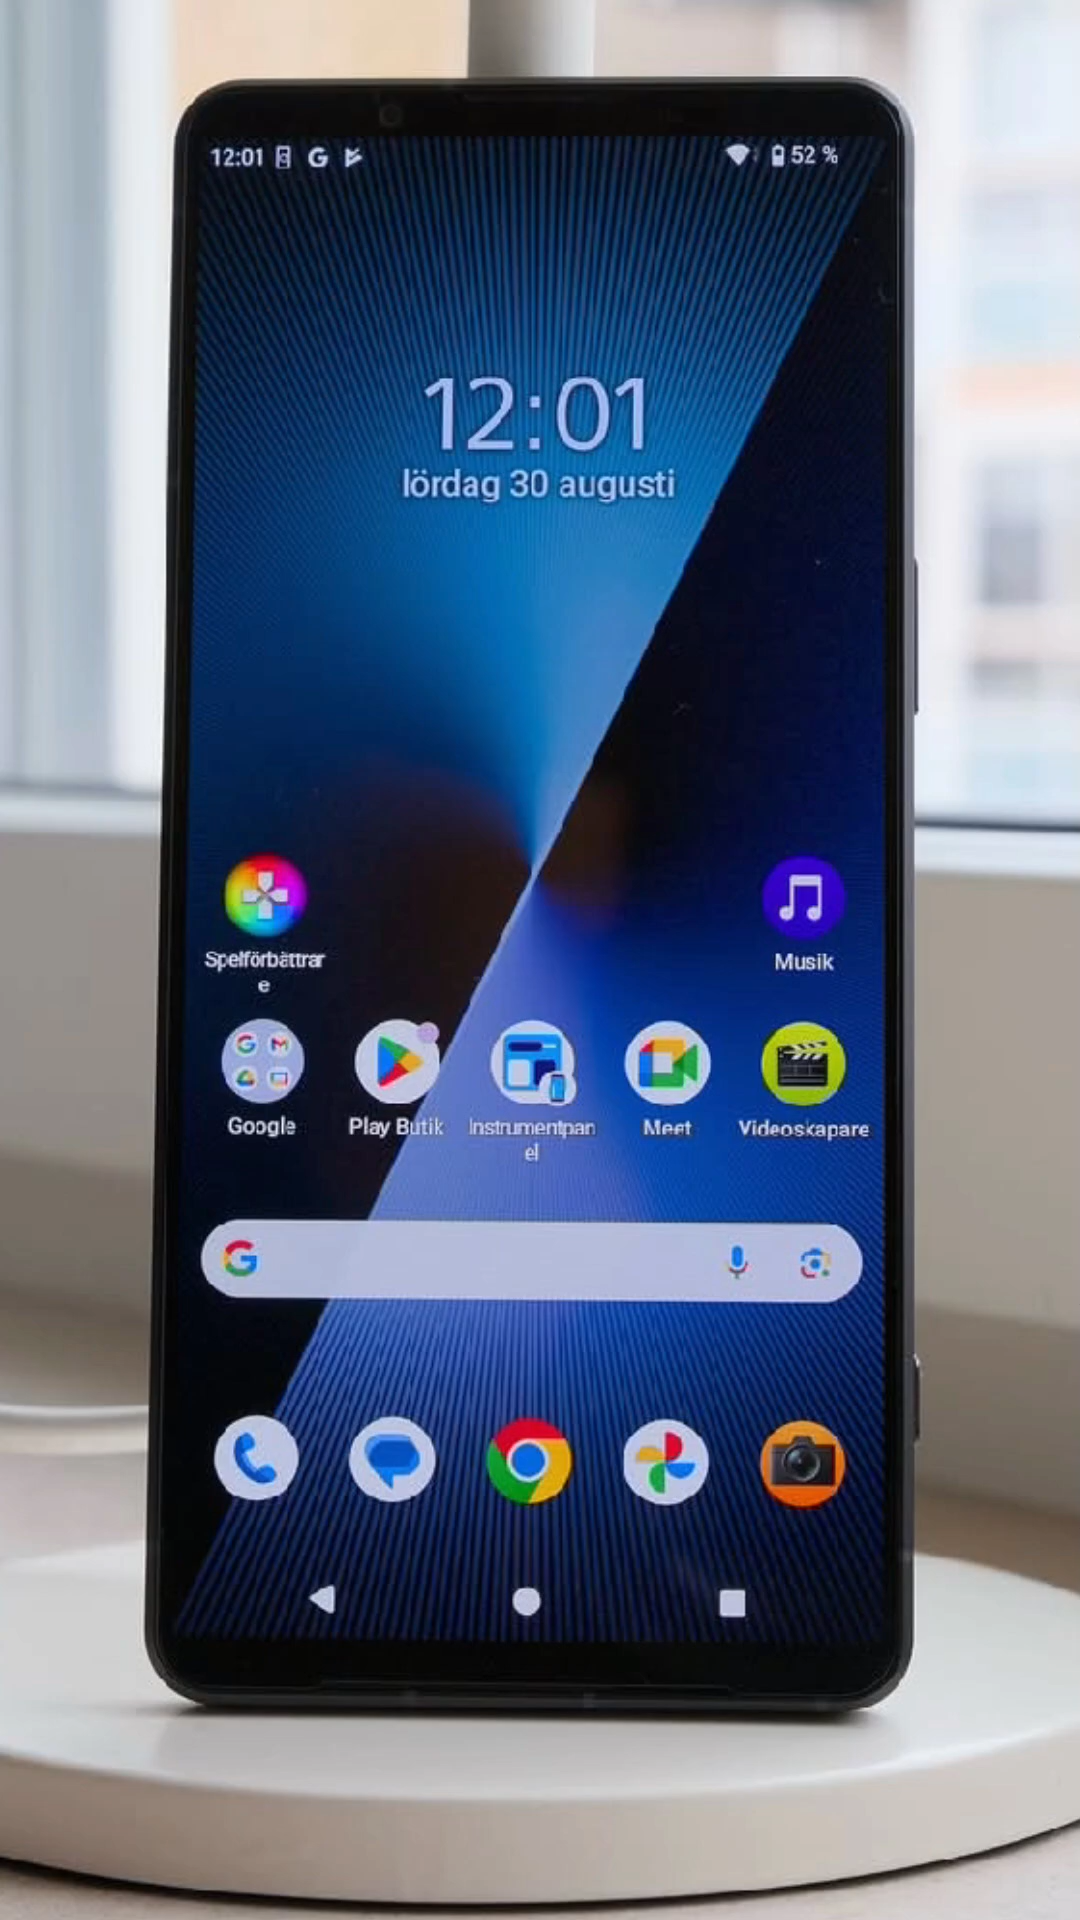 12:01
52 %
12:01
lördag 30 augusti
Spelförbättrar
e
Musik
Google
Play Butik
Instrumentpan
el
Meet
Videoskapare